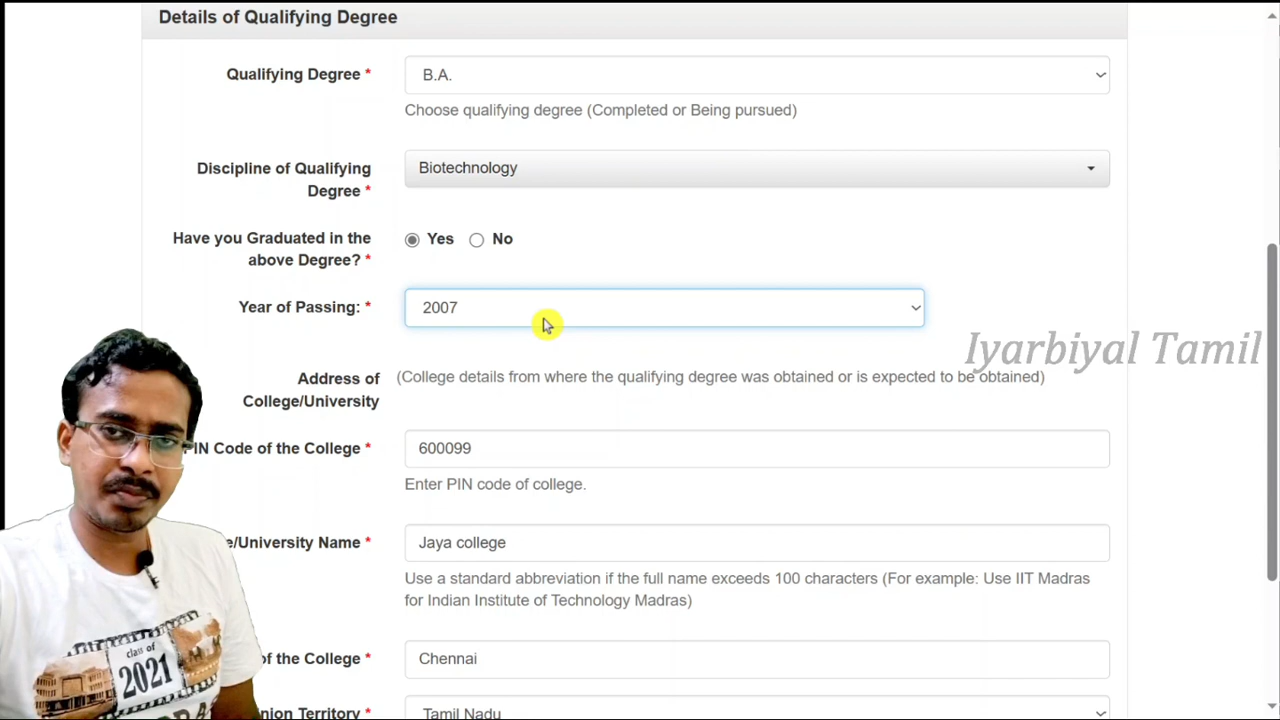 Details of Qualifying Degree
Qualifying Degree *
B.A.
Choose qualifying degree (Completed or Being pursued)
Discipline of Qualifying
Degree *
Biotechnology
Have you Graduated in the
above Degree? *
Yes No
Year of Passing: *
2007
Iyarbiyal Tamil
Address of
College/University
(College details from where the qualifying degree was obtained or is expected to be obtained)
PIN Code of the College *
600099
Enter PIN code of college.
e/University Name *
Jaya college
Use a standard abbreviation if the full name exceeds 100 characters (For example: Use IIT Madras
for Indian Institute of Technology Madras)
of the College *
Chennai
nion Territory *
Tamil Nadu
class of
2021